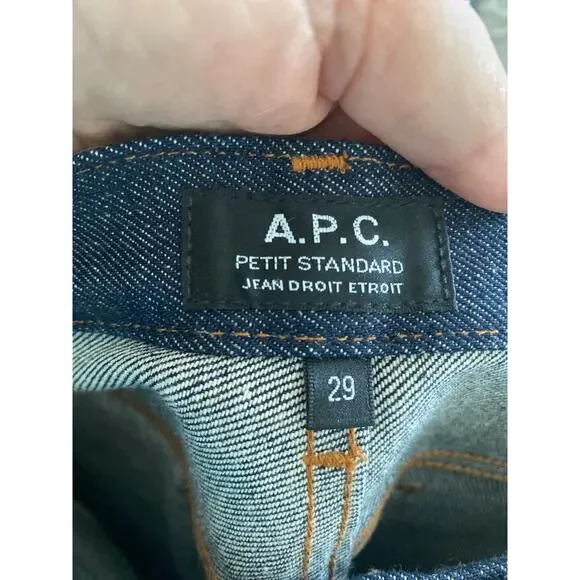 A.P.C.
PETIT STANDARD
JEAN DROIT ETROIT
29